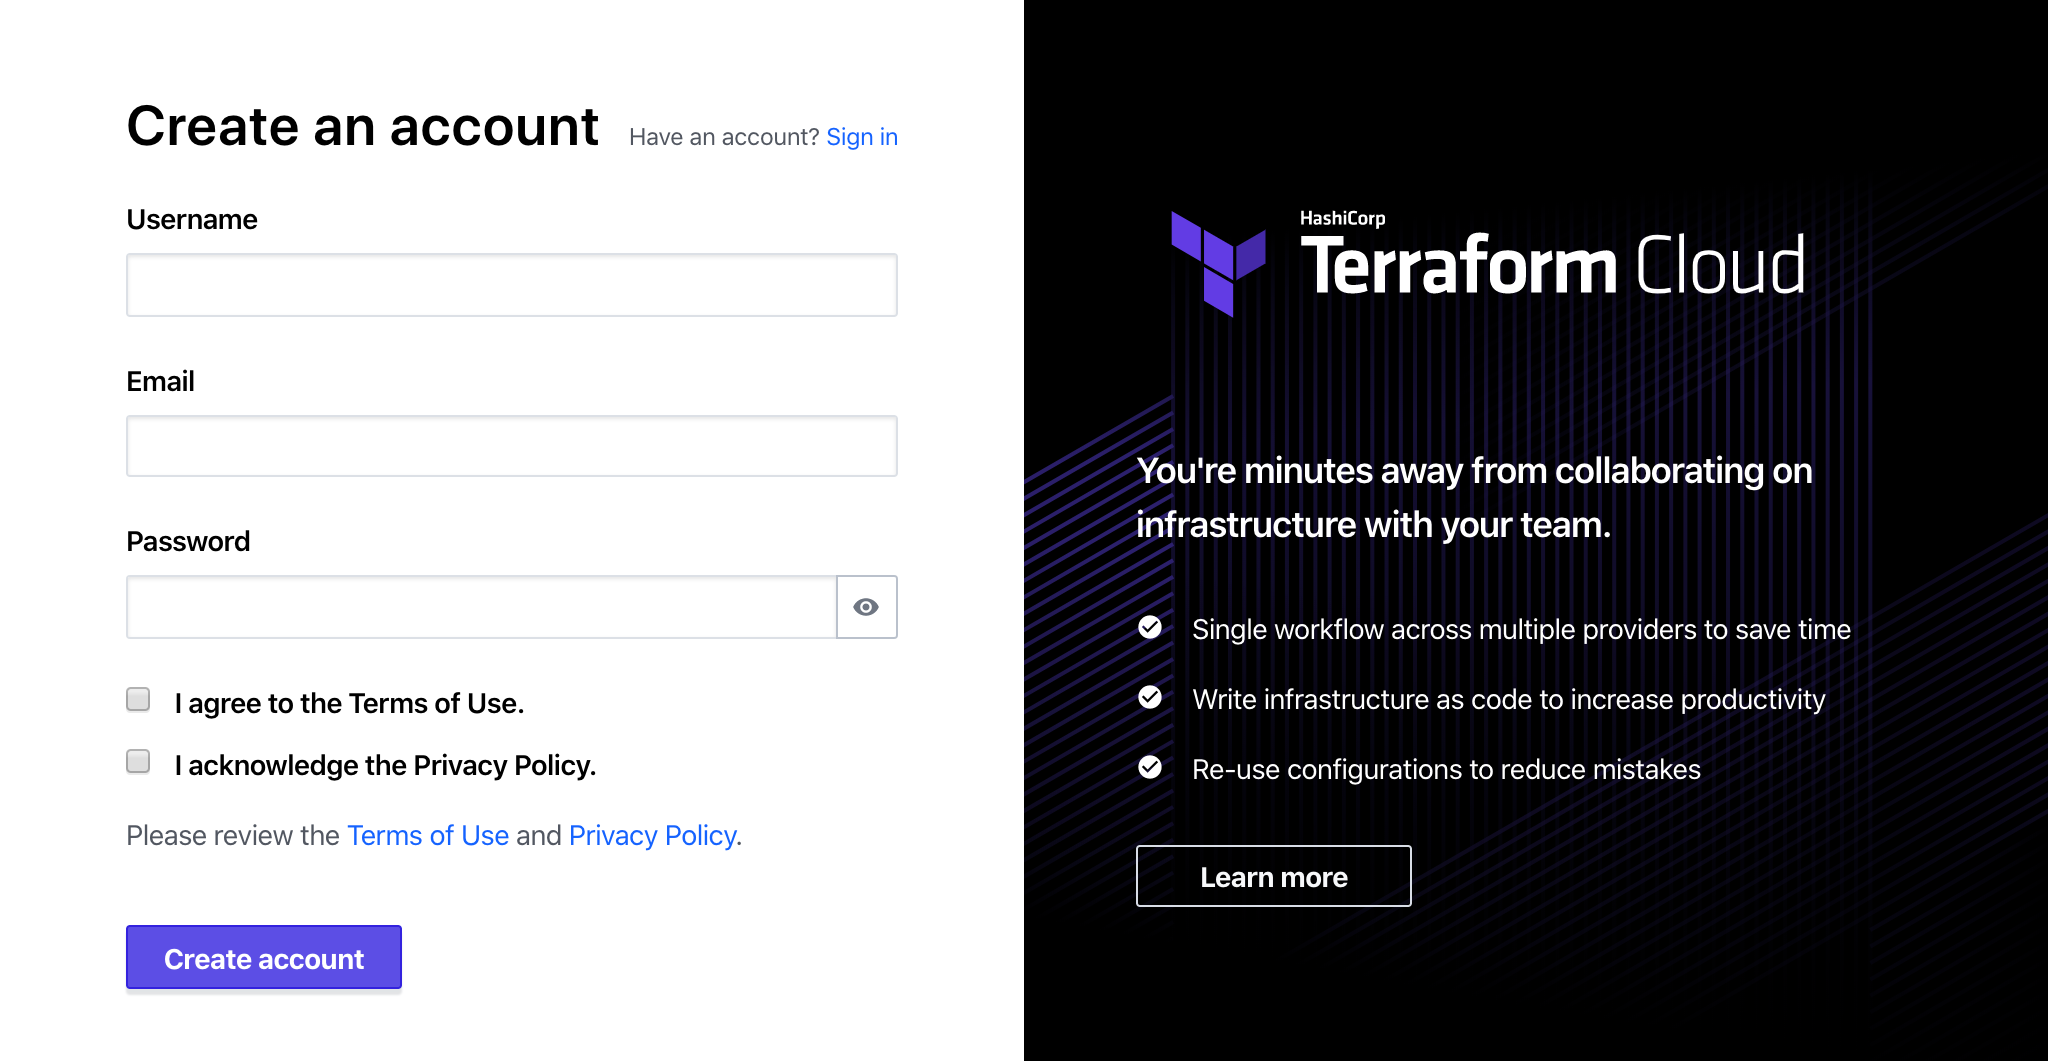 Create an account
Have an account? Sign in
Username
Email
Password
I agree to the Terms of Use.
I acknowledge the Privacy Policy.
Please review the Terms of Use and Privacy Policy.
Create account
HashiCorp
Terraform Cloud
You're minutes away from collaborating on
infrastructure with your team.
Single workflow across multiple providers to save time
Write infrastructure as code to increase productivity
Re-use configurations to reduce mistakes
Learn more